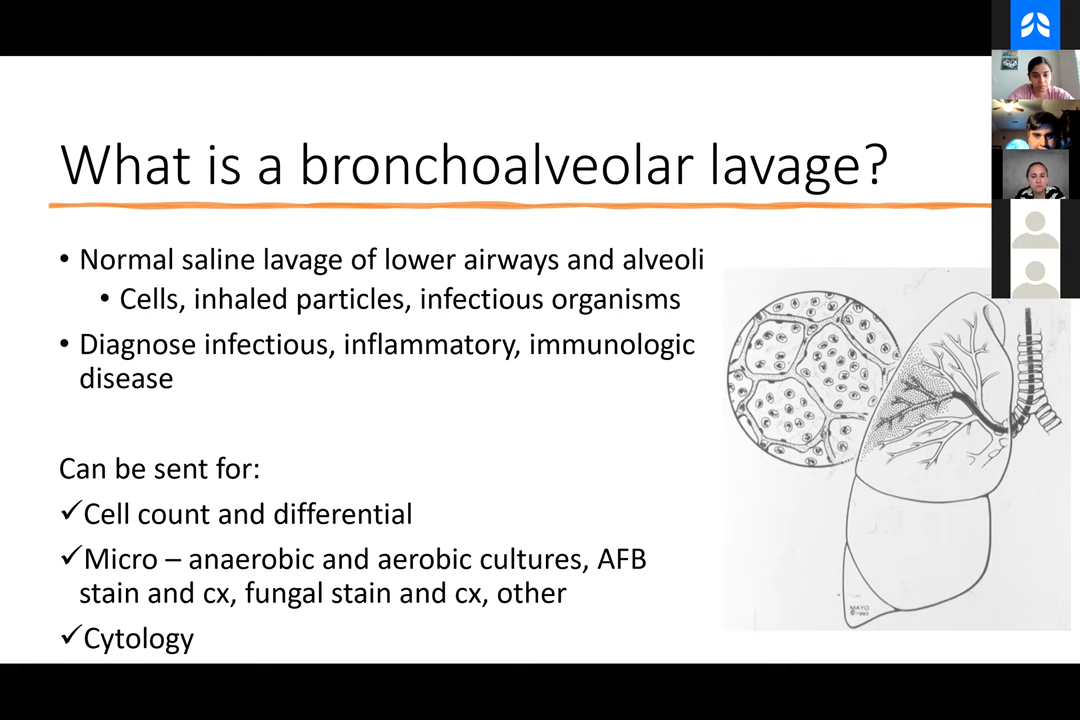 What is a bronchoalveolar lavage?
• Normal saline lavage of lower airways and alveoli
• Cells, inhaled particles, infectious organisms
• Diagnose infectious, inflammatory, immunologic
disease
Can be sent for:
✓Cell count and differential
✓Micro – anaerobic and aerobic cultures, AFB
stain and cx, fungal stain and cx, other
✓Cytology
MAYO
©1993